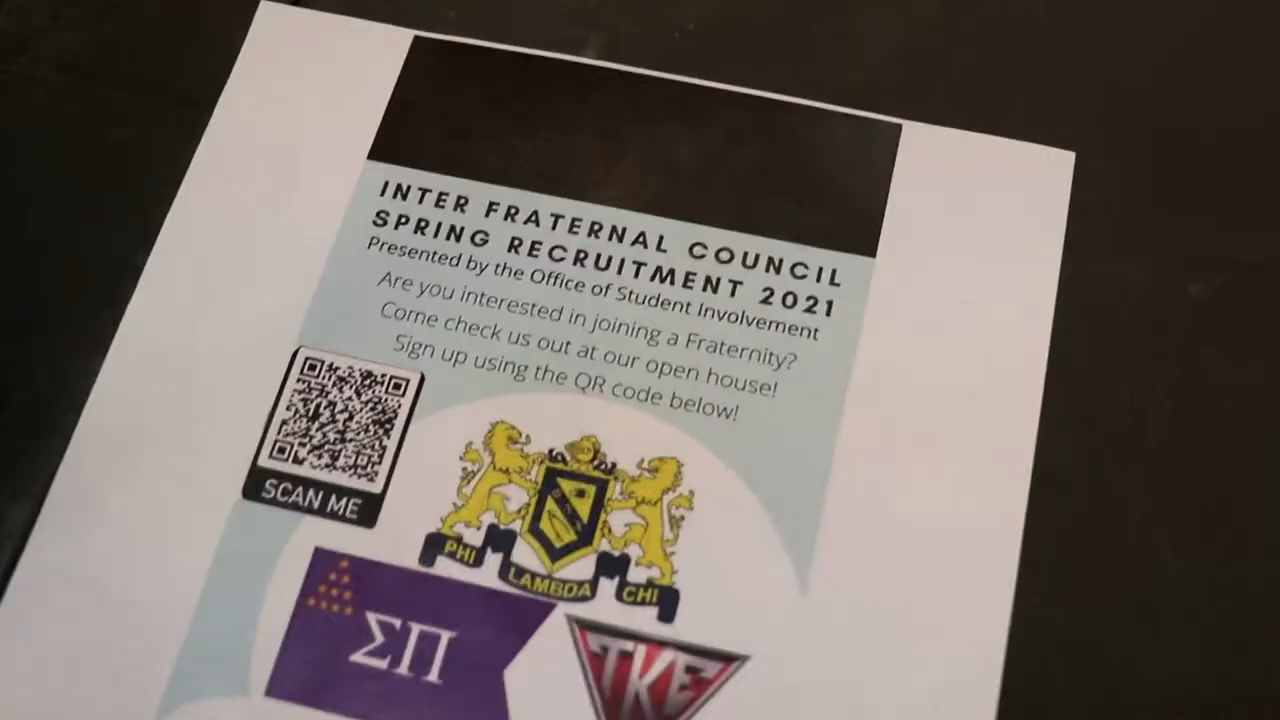 INTER FRATERNAL COUNCIL
SPRING RECRUITMENT 2021
Presented by the Office of Student Involvement
Are you interested in joining a Fraternity?
Come check us out at our open house!
Sign up using the QR code below!
SCAN ME
PHI LAMBDA CHI
ΣΠ
TKE